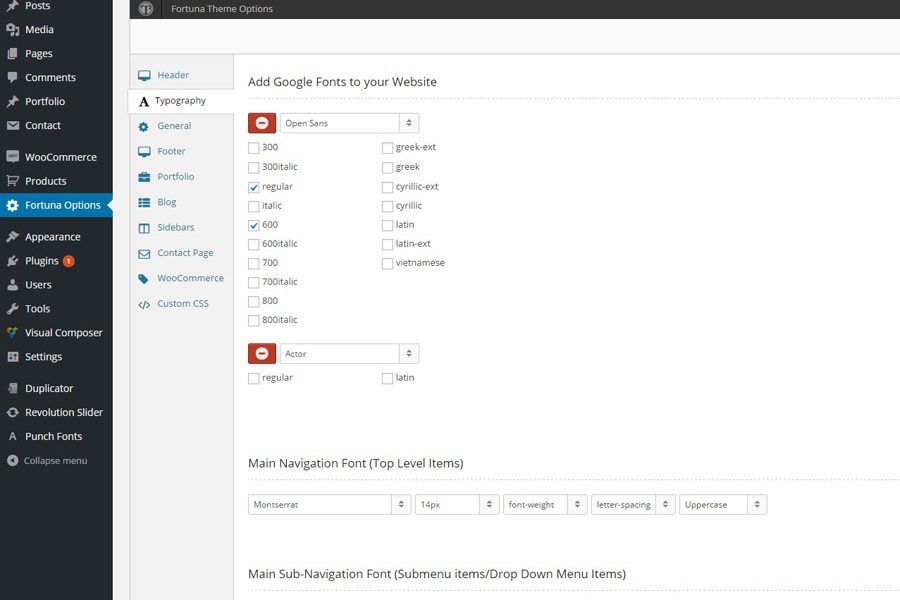 Posts
Media
Pages
Comments
Portfolio
Contact
WooCommerce
Products
Fortuna Options
Appearance
Plugins 1
Users
Tools
Visual Composer
Settings
Duplicator
Revolution Slider
A Punch Fonts
Collapse menu
Fortuna Theme Options
Header
A Typography
General
Footer
Portfolio
Blog
Sidebars
Contact Page
WooCommerce
</> Custom CSS
Add Google Fonts to your Website
Open Sans
300 greek-ext
300italic greek
regular cyrillic-ext
italic cyrillic
600 latin
600italic latin-ext
700 vietnamese
700italic
800
800italic
Actor
regular latin
Main Navigation Font (Top Level Items)
Montserrat 14px font-weight letter-spacing Uppercase
Main Sub-Navigation Font (Submenu items/Drop Down Menu Items)